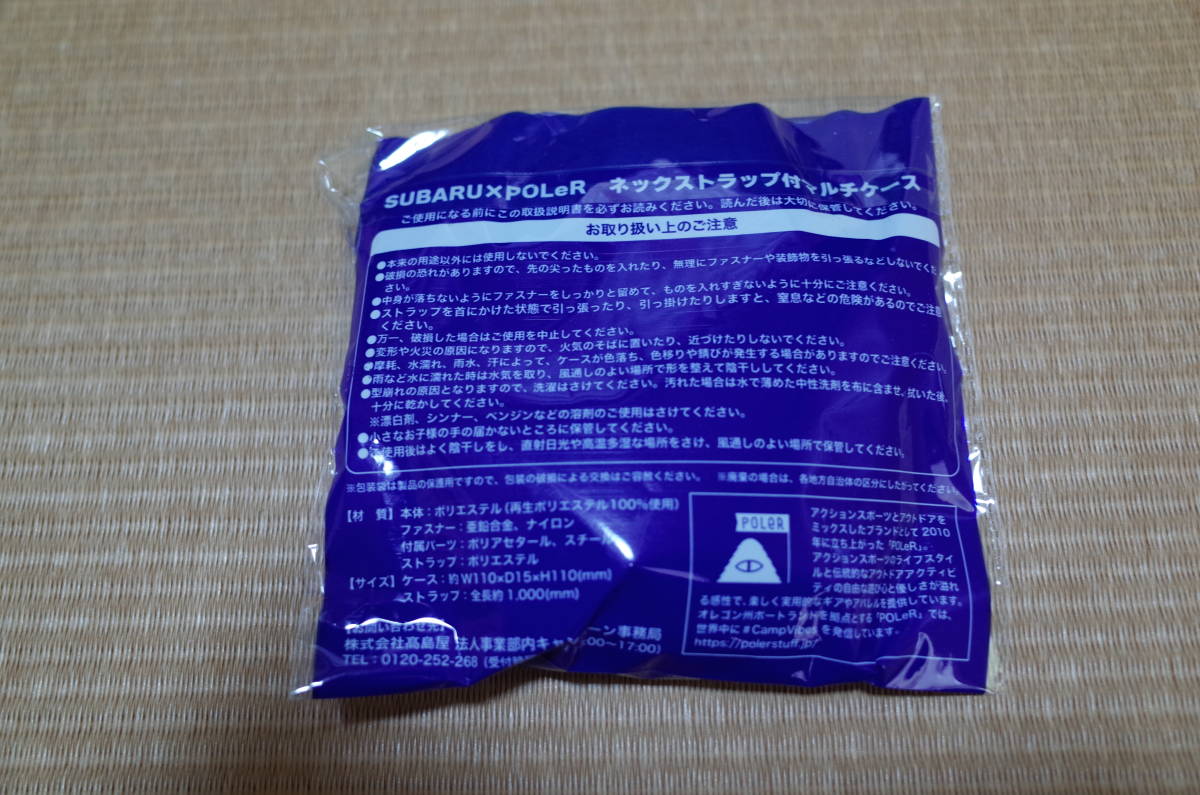 SUBARU×POLeR ネックストラップ付マルチケース
ご使用になる前にこの取扱説明書を必ずお読みください。読んだ後は大切に保管してください。
お取り扱い上のご注意
●本来の用途以外には使用しないでください。
●破損の恐れがありますので、先の尖ったものを入れたり、無理にファスナーや装飾物を引っ張るなどしないでくだ
さい。
●中身が落ちないようにファスナーをしっかりと留めて、ものを入れすぎないように十分にご注意ください。
●ストラップを首にかけた状態で引っ張ったり、引っ掛けたりしますと、窒息などの危険があるのでご注意
ください。
●万一、破損した場合はご使用を中止してください。
●変形や火災の原因になりますので、火気のそばに置いたり、近づけたりしないでください。
●摩耗、水濡れ、雨水、汗によって、ケースが色落ち、色移りや錆びが発生する場合がありますのでご注意ください。
●雨など水に濡れた時は水気を取り、風通しのよい場所で形を整えて陰干ししてください。
●型崩れの原因となりますので、洗濯はさけてください。汚れた場合は水で薄めた中性洗剤を布に含ませ、拭いた後、
十分に乾かしてください。
※漂白剤、シンナー、ベンジンなどの溶剤のご使用はさけてください。
●小さなお子様の手の届かないところに保管してください。
●ご使用後はよく陰干しをし、直射日光や高温多湿な場所をさけ、風通しのよい場所で保管してください。
※包装袋は製品の保護用ですので、包装の破損による交換はご容赦ください。 ※廃棄の場合は、各地方自治体の区分にしたがってください。
【材 質】本体：ポリエステル（再生ポリエステル100%使用）
ファスナー：亜鉛合金、ナイロン
付属パーツ：ポリアセタール、スチール
ストラップ：ポリエステル
【サイズ】ケース：約W110×D15×H110(mm)
ストラップ：全長約1,000(mm)
【お問い合わせ先】
株式会社髙島屋 法人事業部内キャン ーン事務局
TEL：0120-252-268（受付 :00〜17:00）
POLeR
アクションスポーツとアウトドアを
ミックスしたブランドとして2010
年に立ち上がった「POLeR」。
アクションスポーツのライフスタイ
ルと伝統的なアウトドアアクティビ
ティの自由な遊び心と優しさが溢れ
る感性で、楽しく実用的なギアやアパレルを提供しています。
オレゴン州ポートランドを拠点とする「POLeR」では、
世界中に#CampVibesを発信しています。
https://polerstuff.jp/